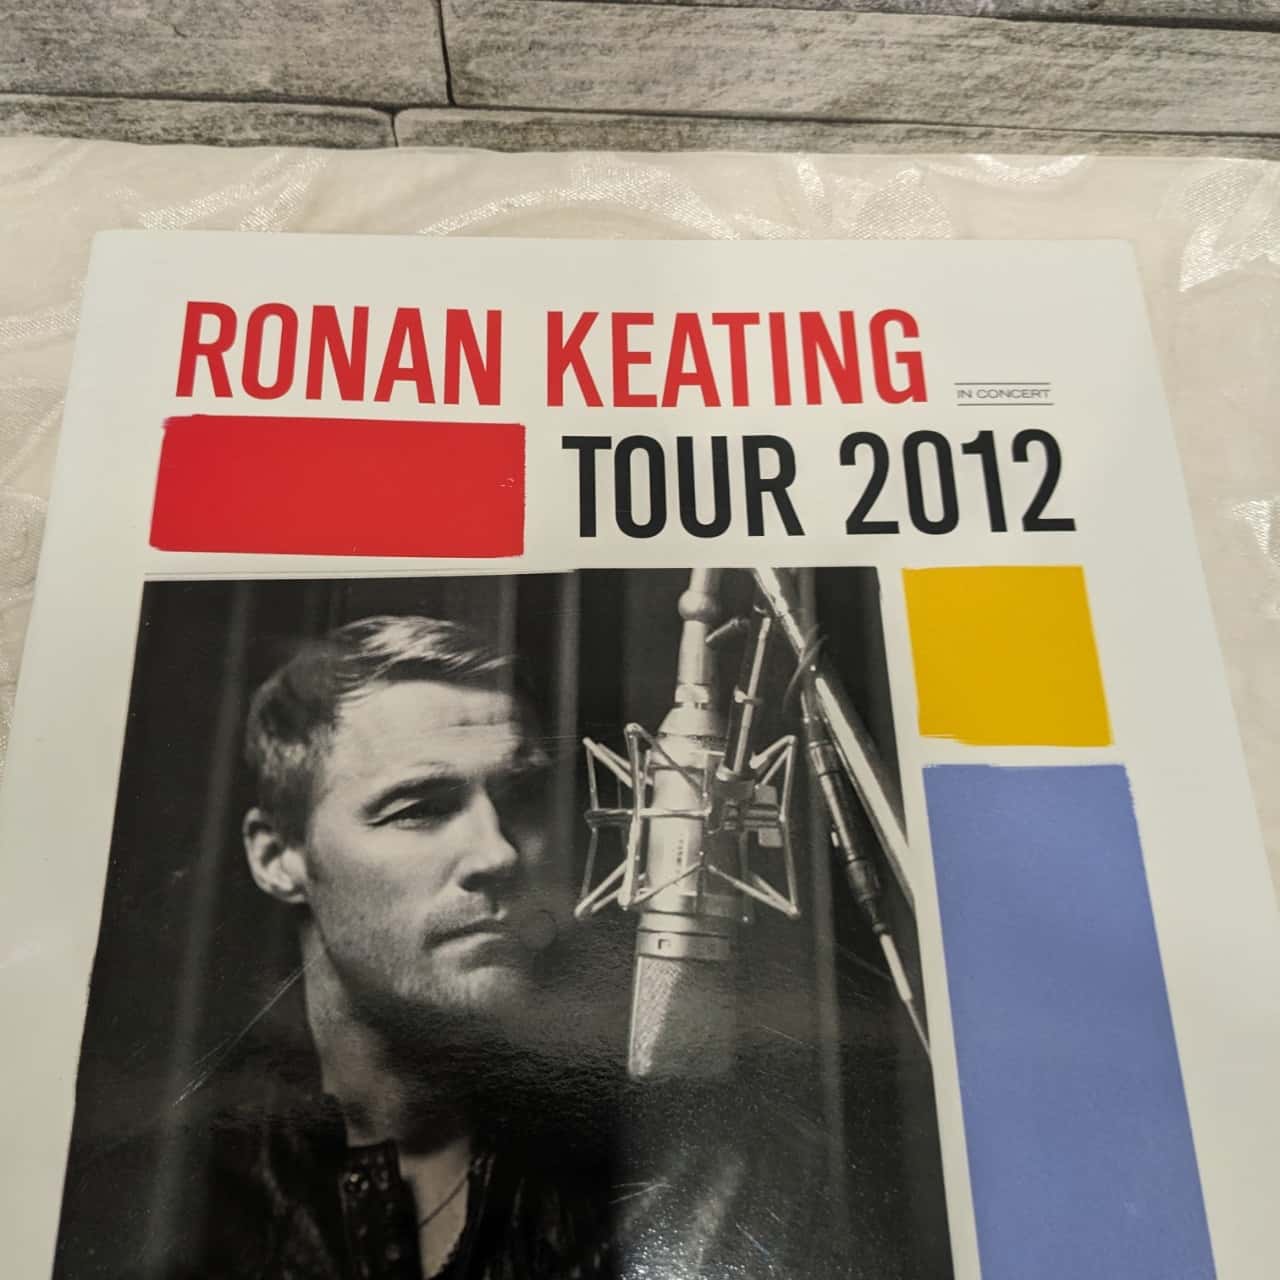 RONAN KEATING
IN CONCERT
TOUR 2012